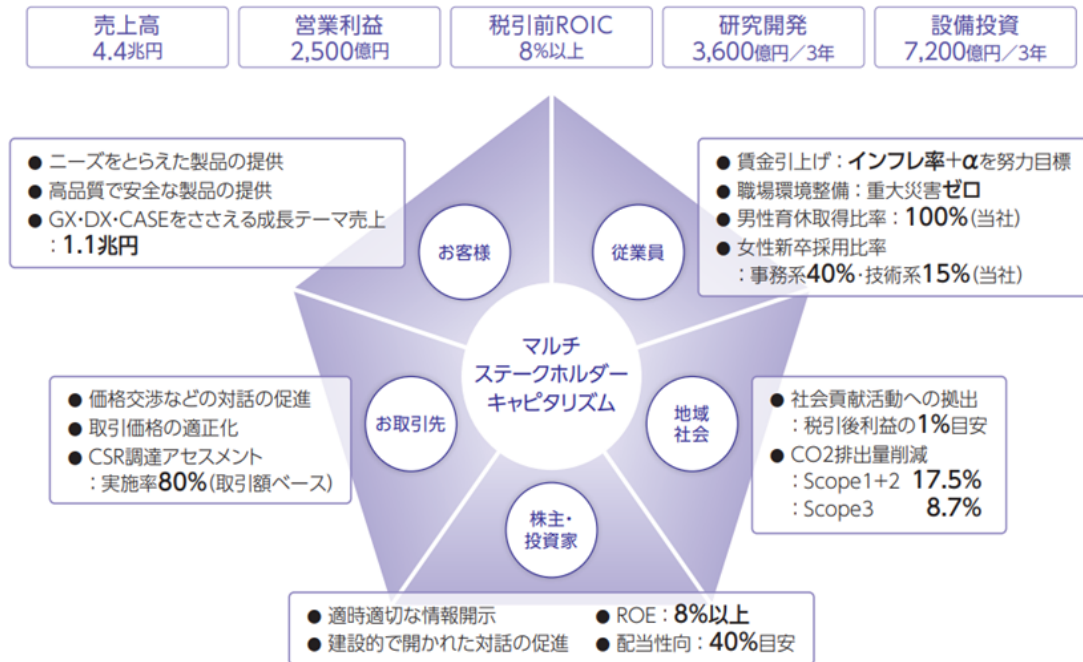 売上高
4.4兆円
営業利益
2,500億円
税引前ROIC
8%以上
研究開発
3,600億円／3年
設備投資
7,200億円／3年
● ニーズをとらえた製品の提供
● 高品質で安全な製品の提供
● GX・DX・CASEをささえる成長テーマ売上
：1.1兆円
お客様
従業員
● 賃金引上げ：インフレ率+αを努力目標
● 職場環境整備：重大災害ゼロ
● 男性育休取得比率：100%(当社)
● 女性新卒採用比率
：事務系40%・技術系15%(当社)
マルチ
ステークホルダー
キャピタリズム
● 価格交渉などの対話の促進
● 取引価格の適正化
● CSR調達アセスメント
：実施率80%(取引額ベース)
お取引先
地域
社会
● 社会貢献活動への拠出
：税引後利益の1%目安
● CO2排出量削減
：Scope1+2 17.5%
：Scope3 8.7%
株主・
投資家
● 適時適切な情報開示
● 建設的で開かれた対話の促進
● ROE：8%以上
● 配当性向：40%目安